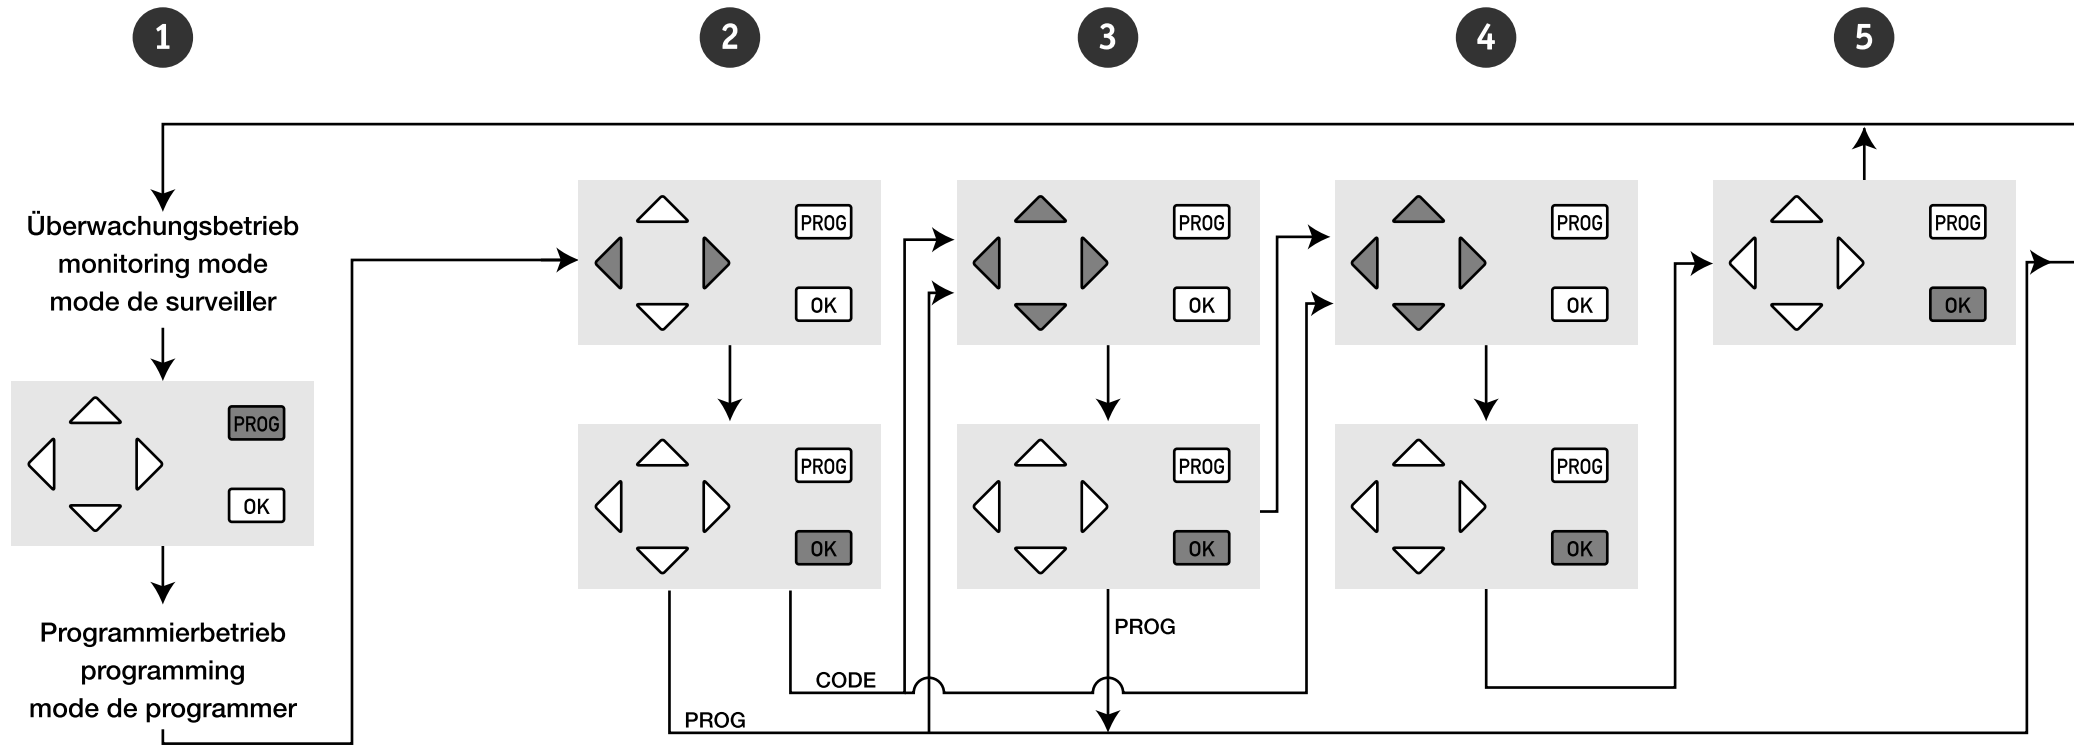 1
2
3
4
5
Überwachungsbetrieb
monitoring mode
mode de surveiller
PROG
OK
Programmierbetrieb
programming
mode de programmer
PROG
OK
PROG
OK
CODE
PROG
PROG
OK
PROG
OK
PROG
PROG
OK
PROG
OK
PROG
OK